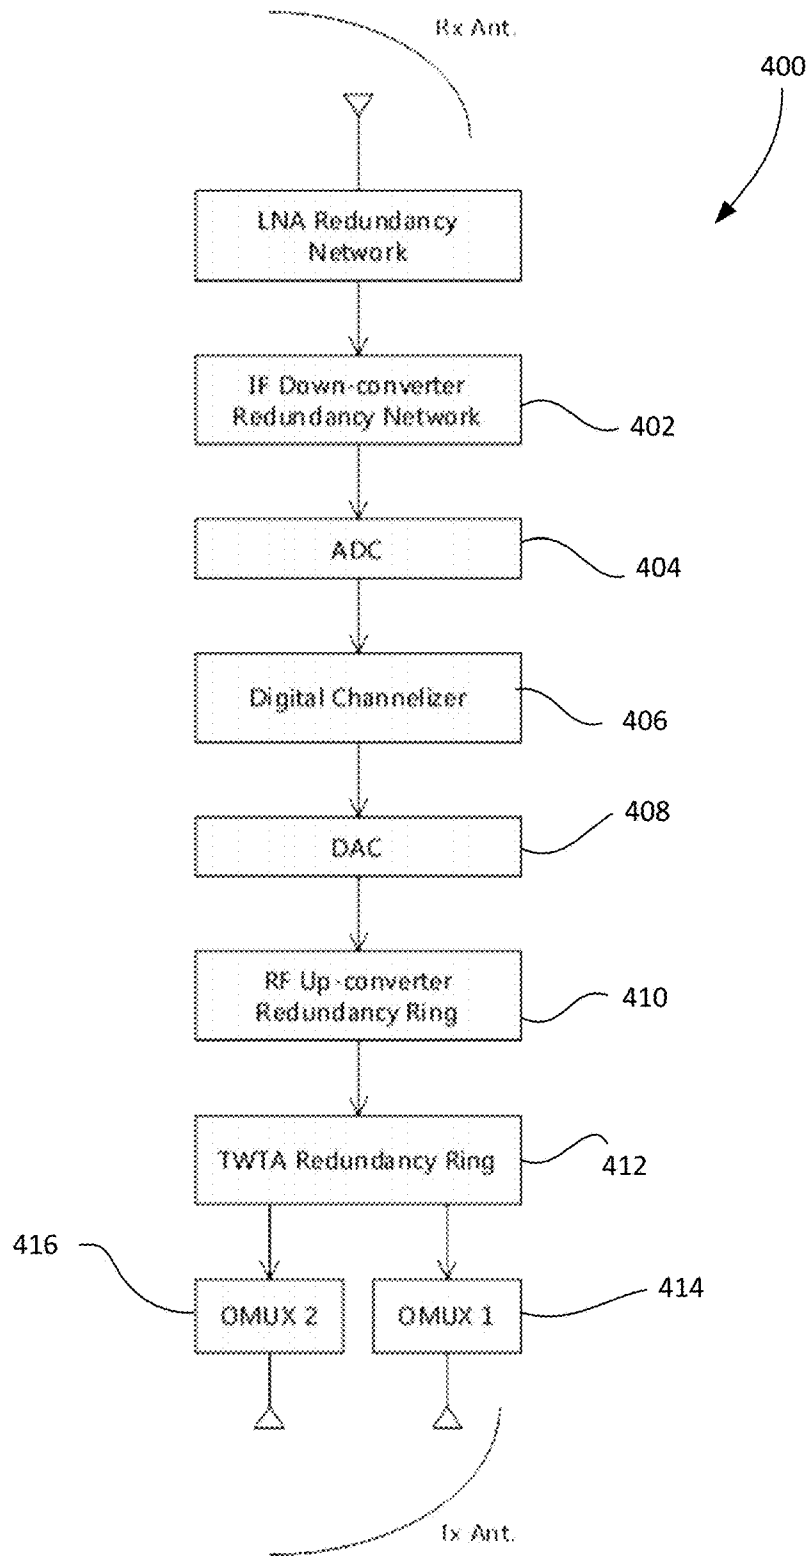 Rx Ant.
400
LNA Redundancy
Network
IF Down-converter
Redundancy Network
402
ADC
404
Digital Channelizer
406
DAC
408
RF Up-converter
Redundancy Ring
410
TWTA Redundancy Ring
412
416
OMUX 2
OMUX 1
414
Tx Ant.